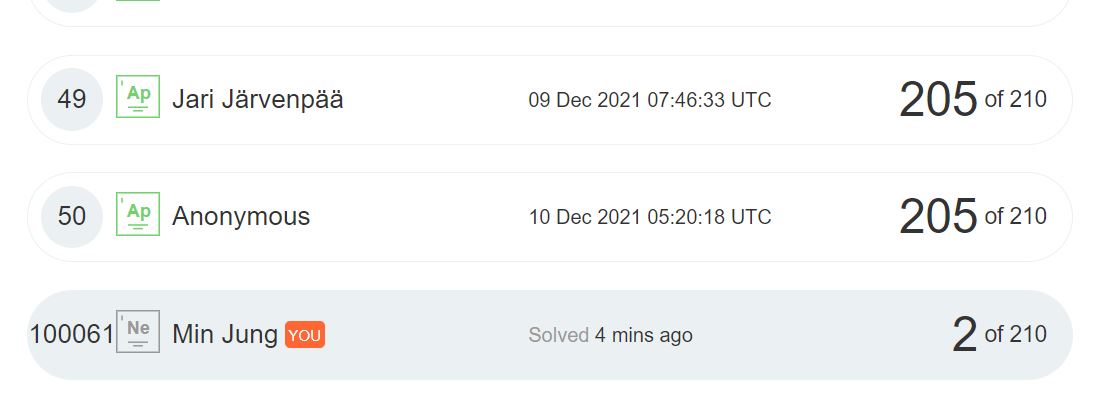 49 Ap Jari Järvenpää 09 Dec 2021 07:46:33 UTC 205 of 210
50 Ap Anonymous 10 Dec 2021 05:20:18 UTC 205 of 210
100061 Ne Min Jung YOU Solved 4 mins ago 2 of 210